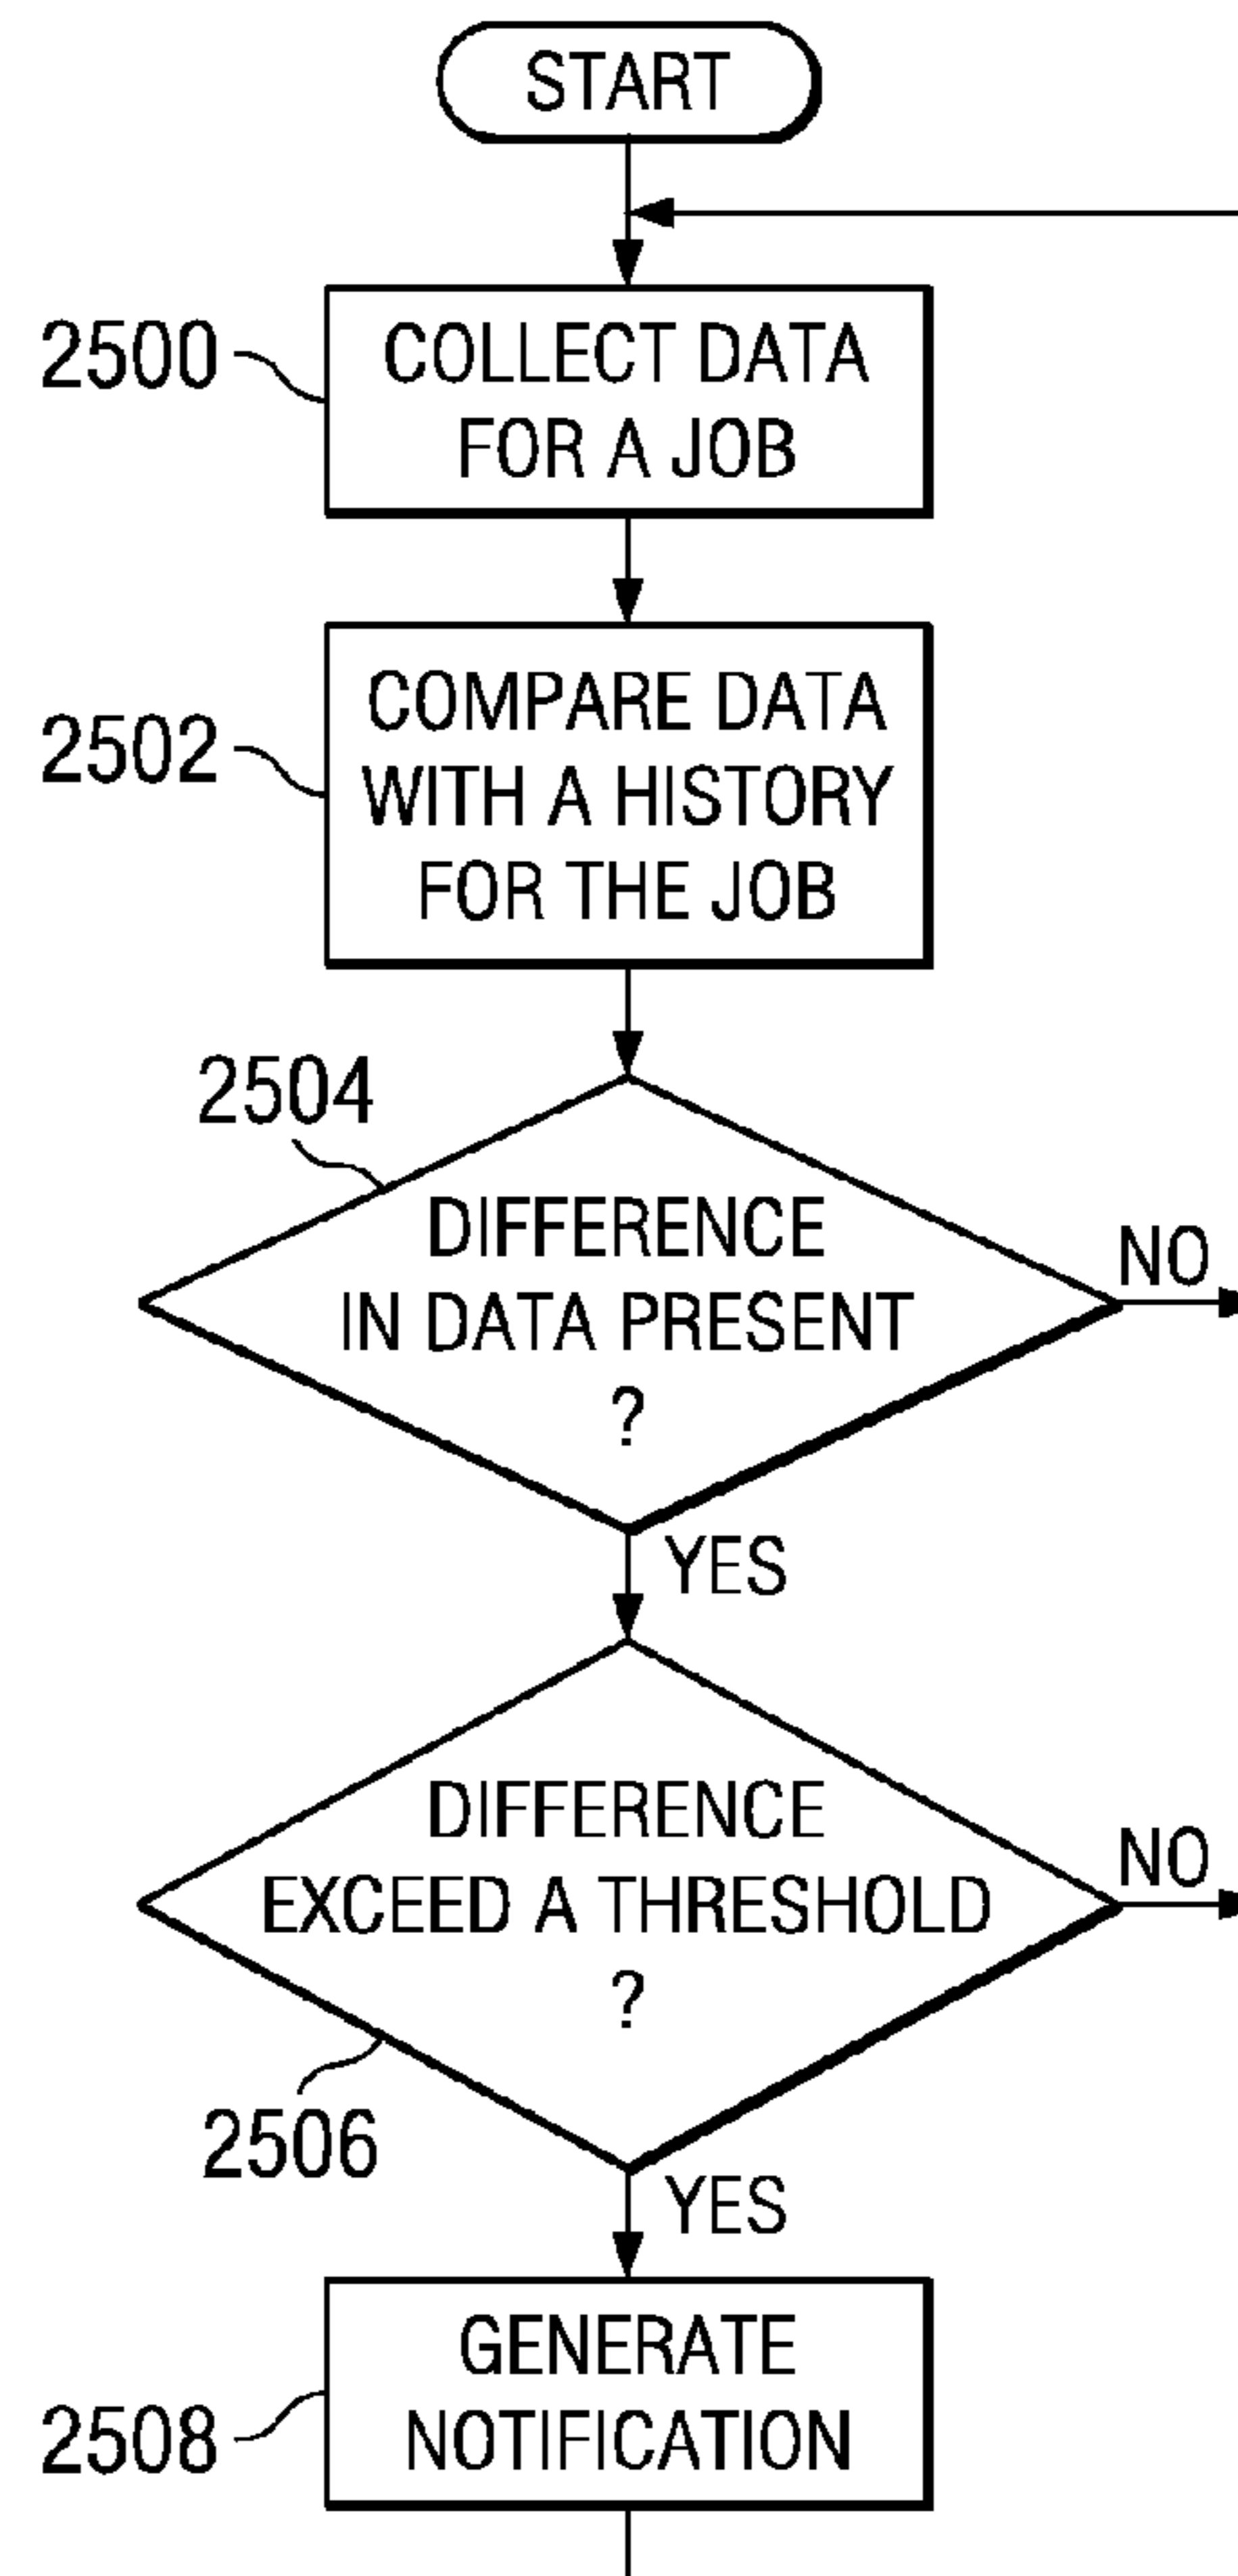 START
2500
COLLECT DATA
FOR A JOB
2502
COMPARE DATA
WITH A HISTORY
FOR THE JOB
2504
DIFFERENCE
IN DATA PRESENT
?
NO
YES
DIFFERENCE
EXCEED A THRESHOLD
?
NO
2506
YES
2508
GENERATE
NOTIFICATION